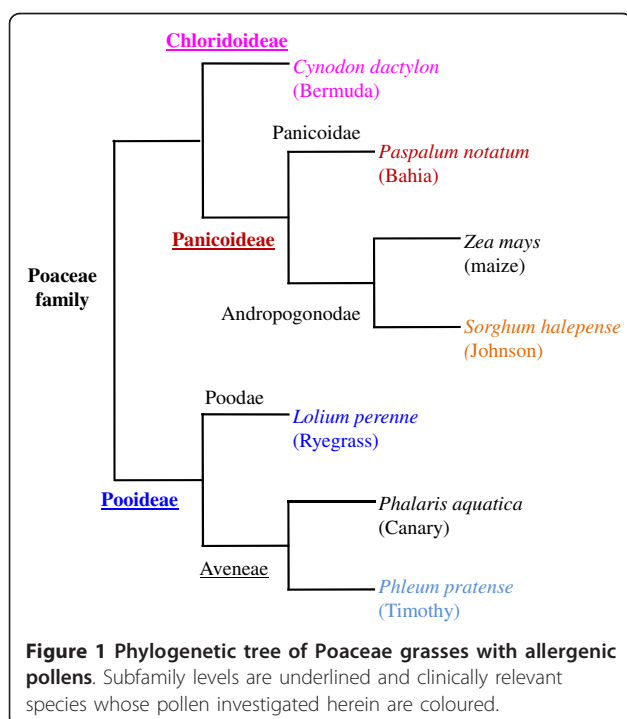 Chloridoideae
Cynodon dactylon
(Bermuda)
Panicoidae
Paspalum notatum
(Bahia)
Panicoideae
Zea mays
(maize)
Poaceae
family
Andropogonodae
Sorghum halepense
(Johnson)
Poodae
Lolium perenne
(Ryegrass)
Pooideae
Phalaris aquatica
(Canary)
Aveneae
Phleum pratense
(Timothy)
Figure 1 Phylogenetic tree of Poaceae grasses with allergenic
pollens. Subfamily levels are underlined and clinically relevant
species whose pollen investigated herein are coloured.